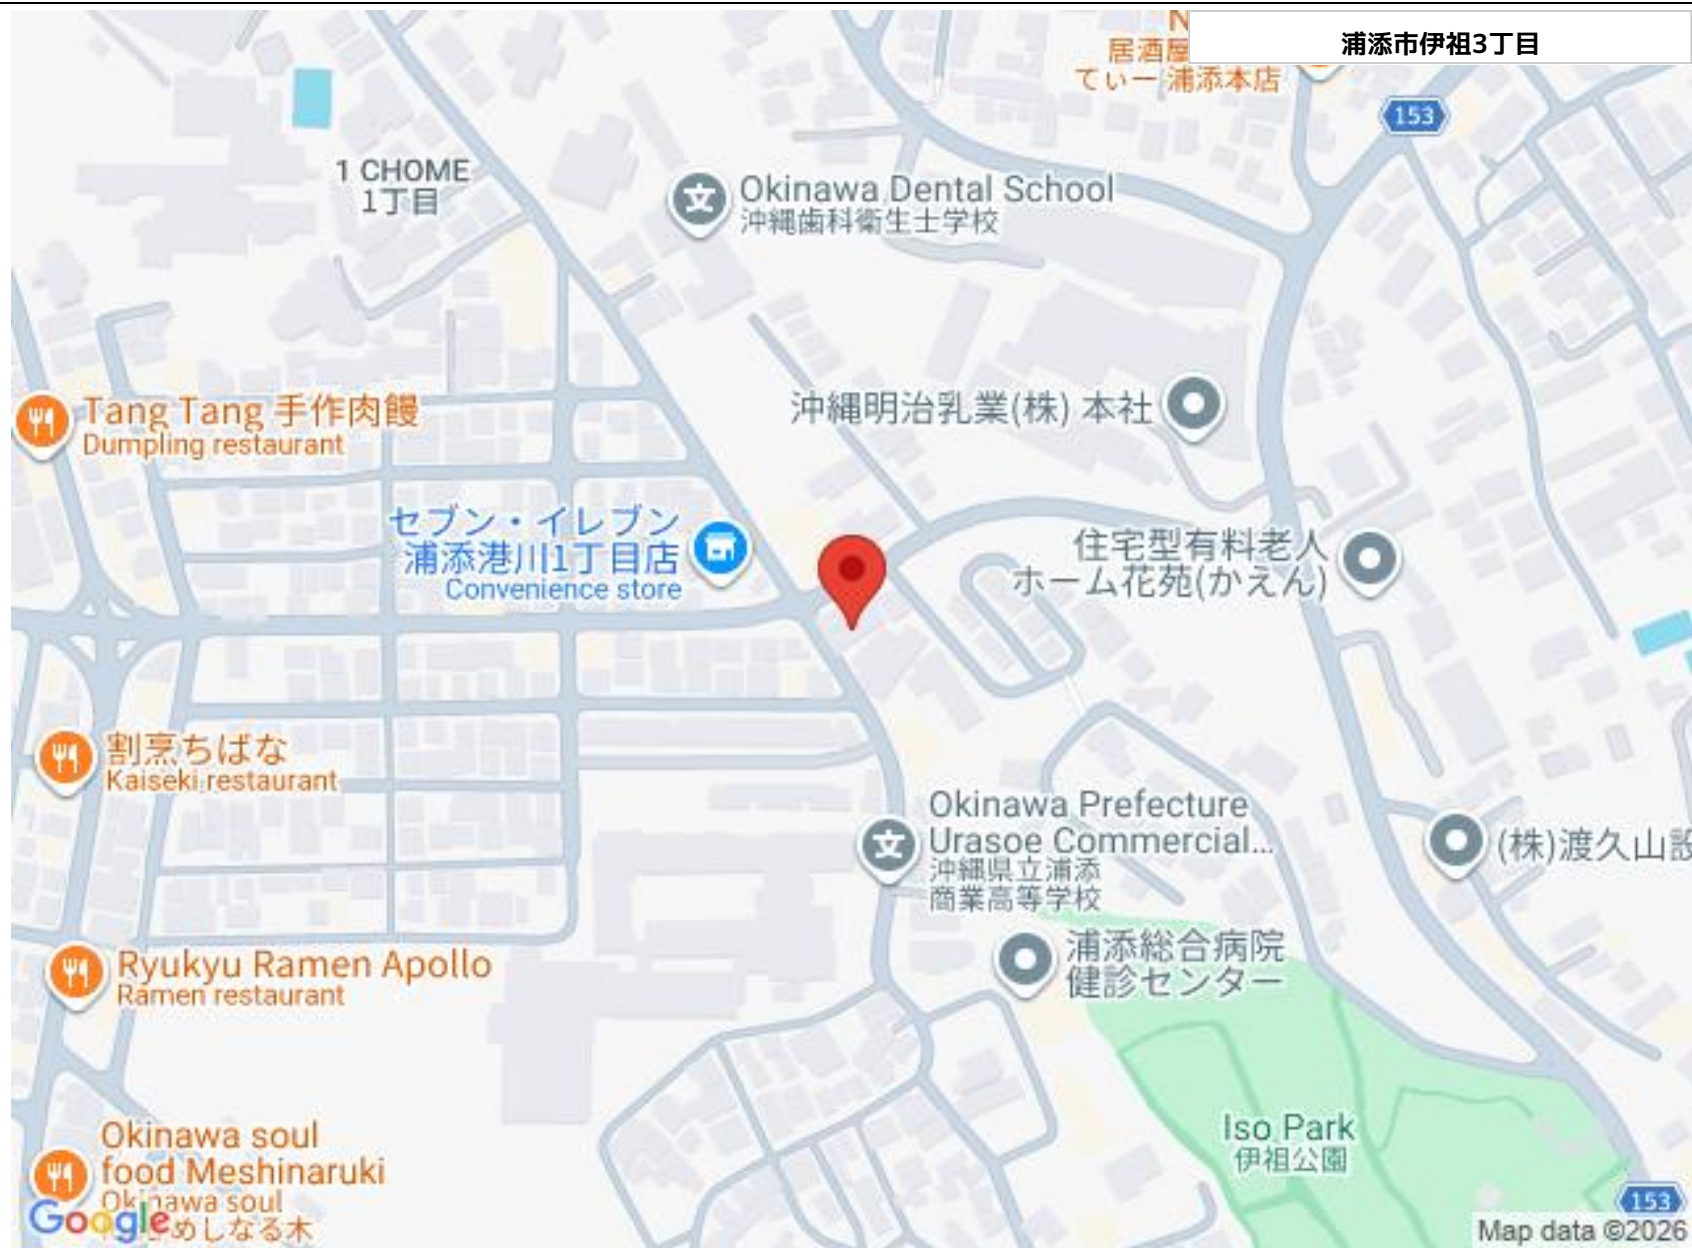 浦添市伊祖3丁目
居酒屋
てぃー 浦添本店
153
1 CHOME
1丁目
Okinawa Dental School
沖縄歯科衛生士学校
Tang Tang 手作肉饅
Dumpling restaurant
沖縄明治乳業(株) 本社
セブン・イレブン
浦添港川1丁目店
Convenience store
住宅型有料老人
ホーム花苑(かえん)
割烹ちばな
Kaiseki restaurant
Okinawa Prefecture
Urasoe Commercial...
沖縄県立浦添
商業高等学校
(株)渡久山設
浦添総合病院
健診センター
Ryukyu Ramen Apollo
Ramen restaurant
Iso Park
伊祖公園
Okinawa soul
food Meshinaruki
Okinawa soul
めしなる木
Google
153
Map data ©2026